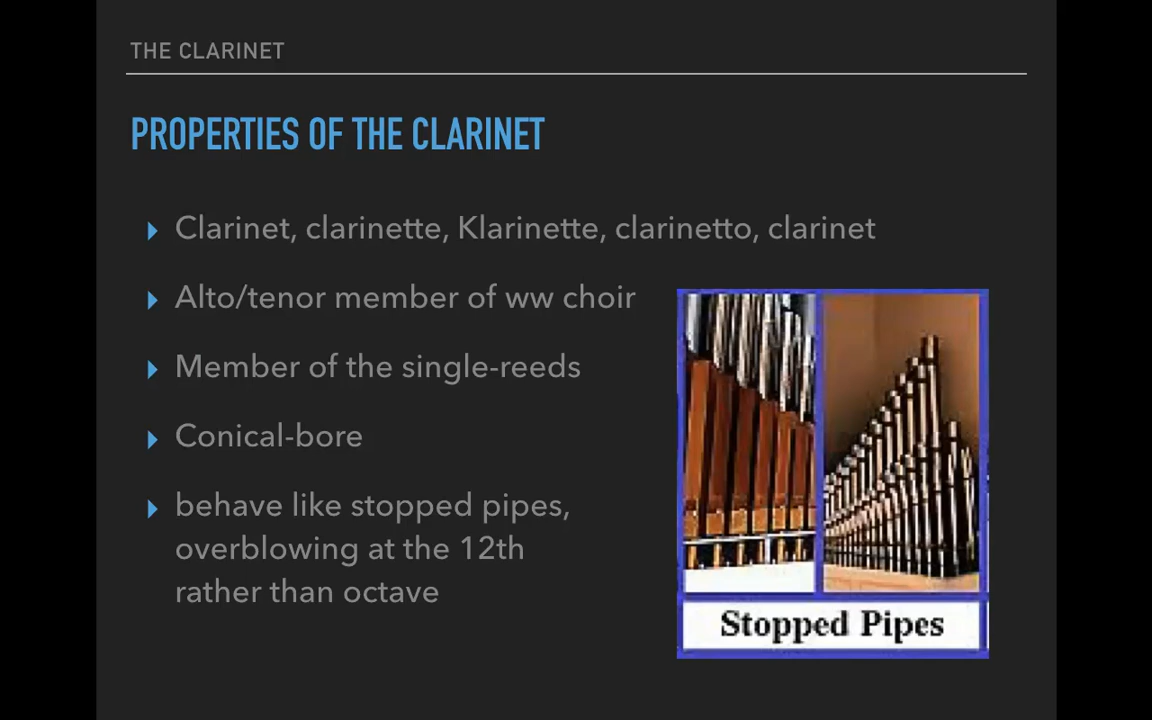 THE CLARINET
PROPERTIES OF THE CLARINET
Clarinet, clarinette, Klarinette, clarinetto, clarinet
Alto/tenor member of ww choir
Member of the single-reeds
Conical-bore
behave like stopped pipes,
overblowing at the 12th
rather than octave
Stopped Pipes